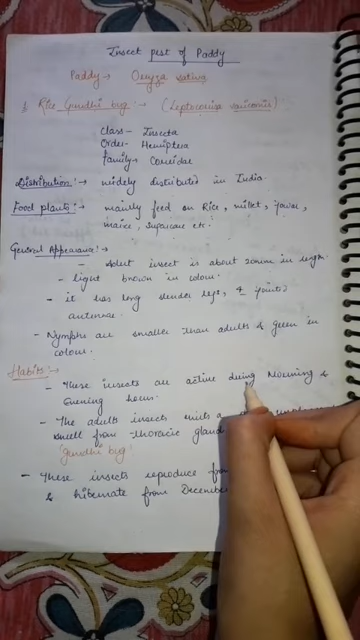 Insect pest of Paddy
Paddy → Oryza sativa
1. Rice Gundhi bug :→ (Leptocorisa varicornis)
Class - Insecta
Order - Hemiptera
Family → Coreidae
Distribution :→ widely distributed in India
Food plants :→ mainly feed on Rice, millet, Jowar,
maize, sugarcane etc.
General Appearance :→
- Adult insect is about 20mm in length.
- light brown in colour.
- it has long slender legs, 4 jointed
antennae.
- Nymphs are smaller than adults & green in
colour.
Habits :→
- These insects are active during Morning &
Evening hour.
- The adults insects emits a
smell from thoracic gland
'gundhi bug'
- These insects reproduce
& hibernate from December